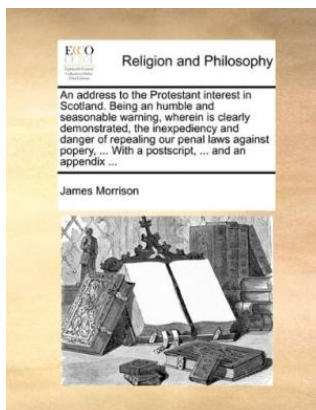 ECCO
Religion and Philosophy
An address to the Protestant interest in
Scotland. Being an humble and
seasonable warning, wherein is clearly
demonstrated, the inexpediency and
danger of repealing our penal laws against
popery, ... With a postscript, ... and an
appendix ...
James Morrison